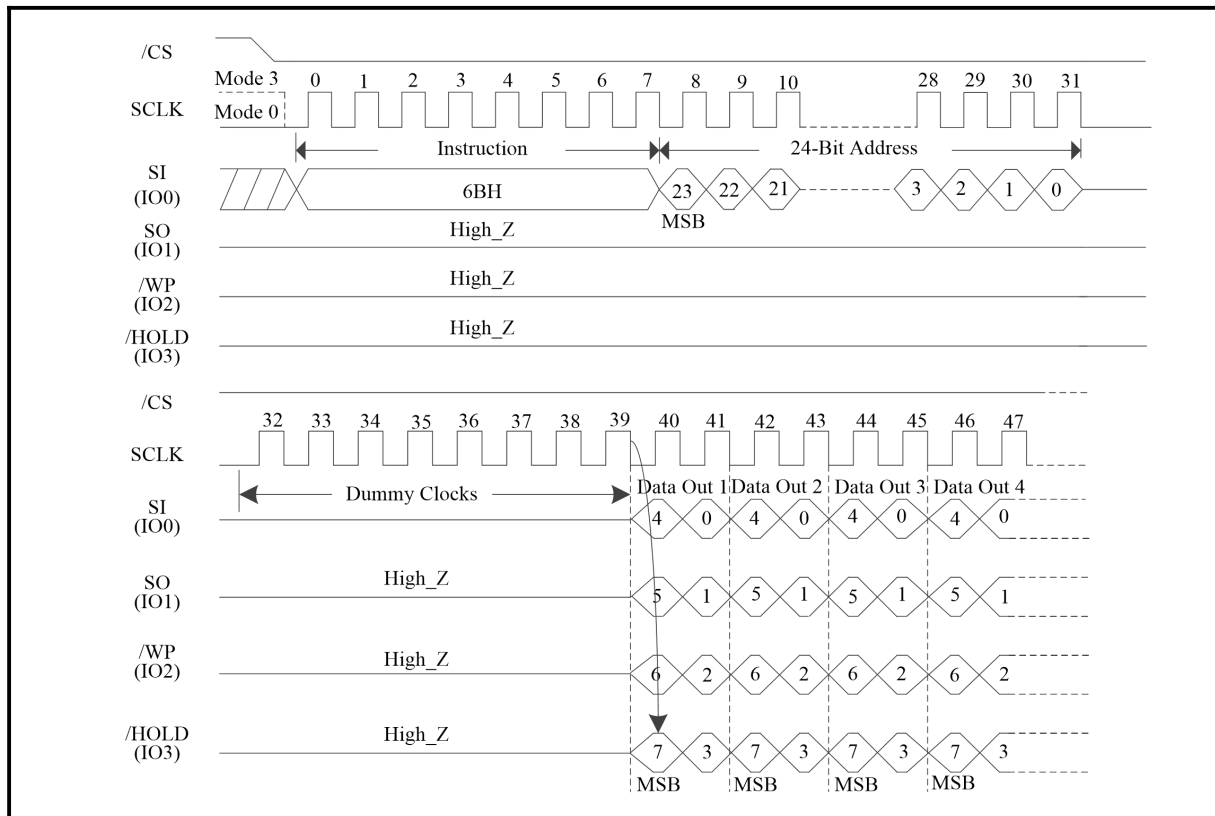 /CS
Mode 3 0 1 2 3 4 5 6 7 8 9 10 28 29 30 31
SCLK Mode 0
Instruction 24-Bit Address
SI
(IO0) 6BH 23 22 21 3 2 1 0
MSB
SO
(IO1) High_Z
/WP
(IO2) High_Z
/HOLD
(IO3) High_Z
/CS
32 33 34 35 36 37 38 39 40 41 42 43 44 45 46 47
SCLK
Dummy Clocks Data Out 1 Data Out 2 Data Out 3 Data Out 4
SI
(IO0) 4 0 4 0 4 0 4 0
SO
(IO1) High_Z 5 1 5 1 5 1 5 1
/WP
(IO2) High_Z 6 2 6 2 6 2 6 2
/HOLD
(IO3) High_Z 7 3 7 3 7 3 7 3
MSB MSB MSB MSB